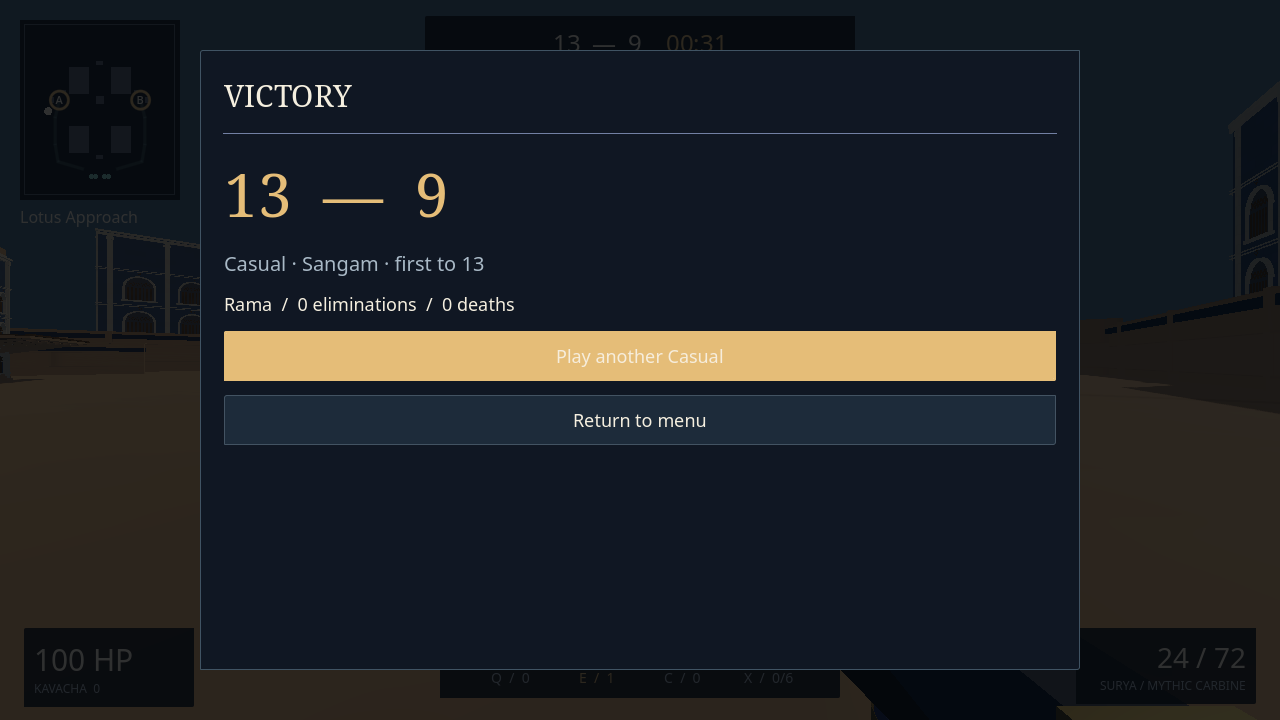 13 — 9 00:31
A
B
Lotus Approach
VICTORY
13 — 9
Casual · Sangam · first to 13
Rama / 0 eliminations / 0 deaths
Play another Casual
Return to menu
100 HP
KAVACHA 0
Q / 0 E / 1 C / 0 X / 0/6
24 / 72
SURYA / MYTHIC CARBINE